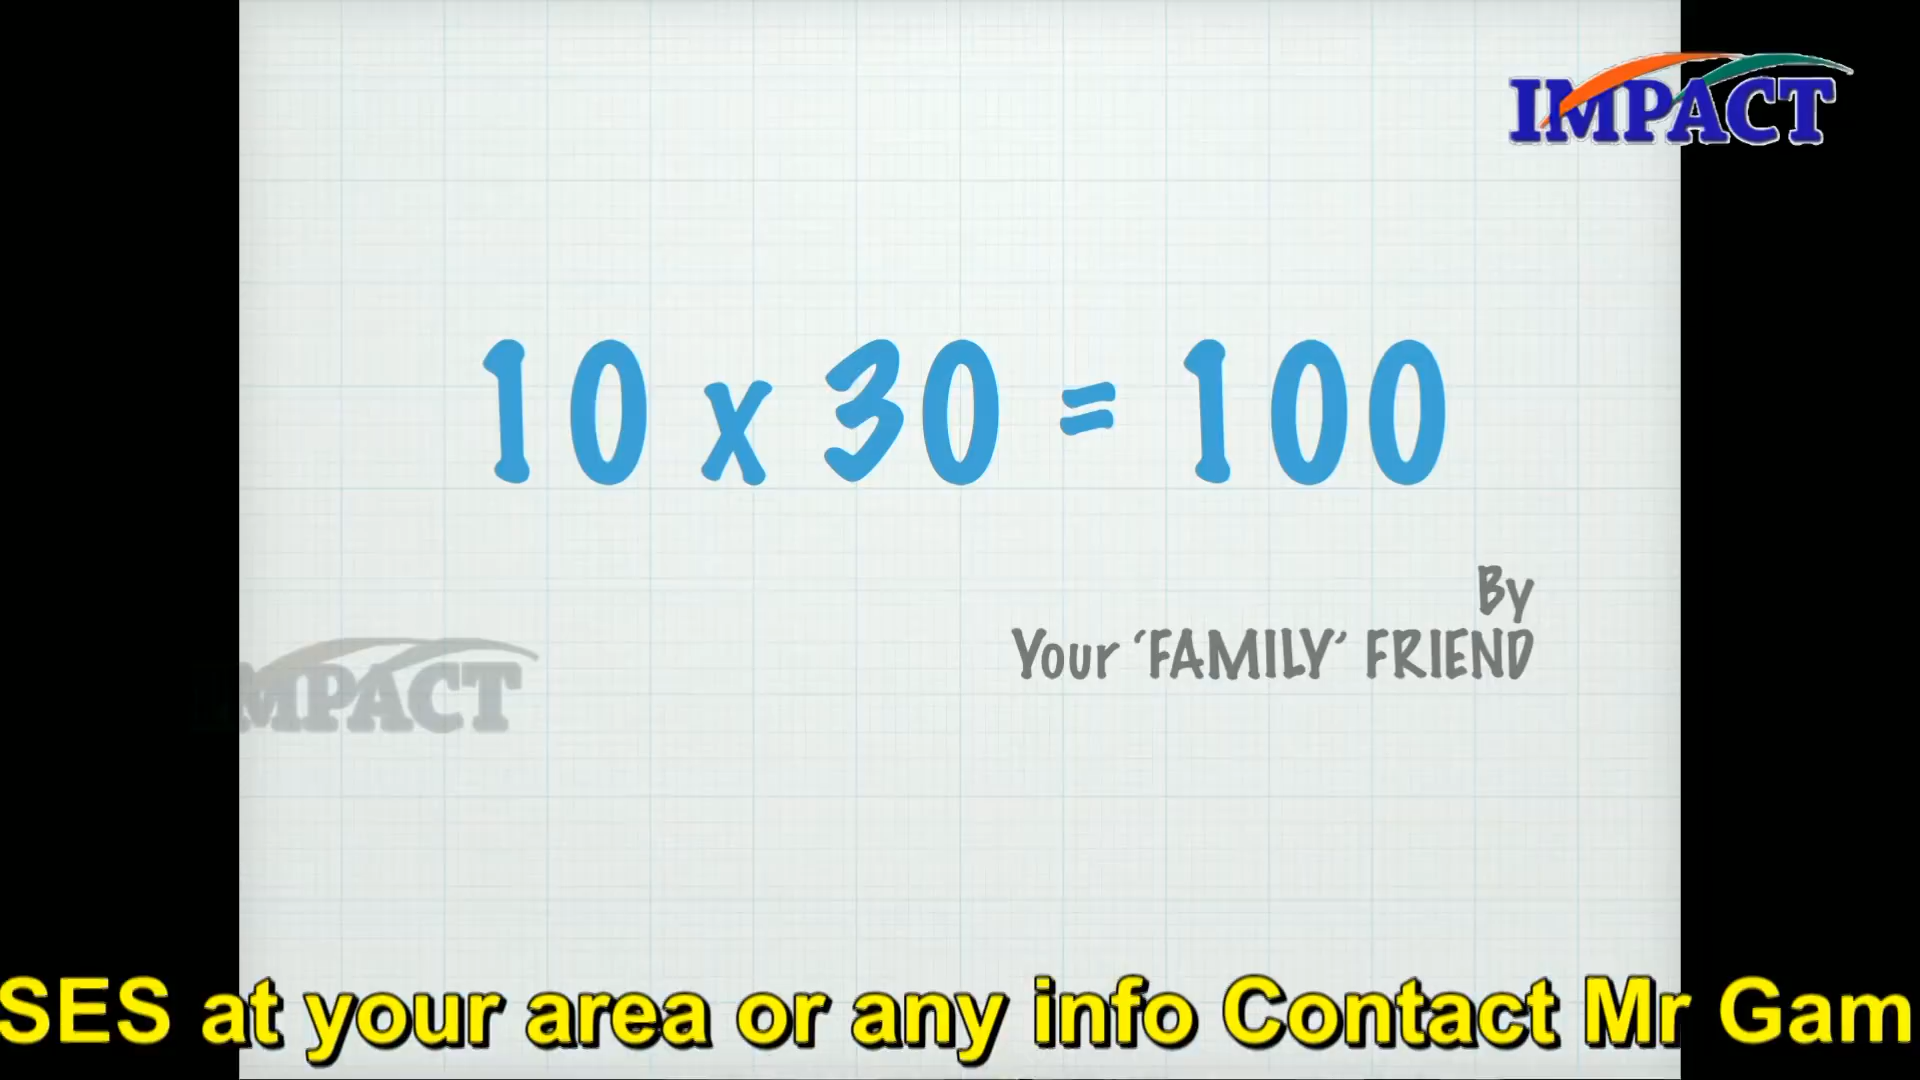 IMPACT
10 x 30 = 100
By
Your ‘FAMILY’ FRIEND
IMPACT
SES at your area or any info Contact Mr Gam